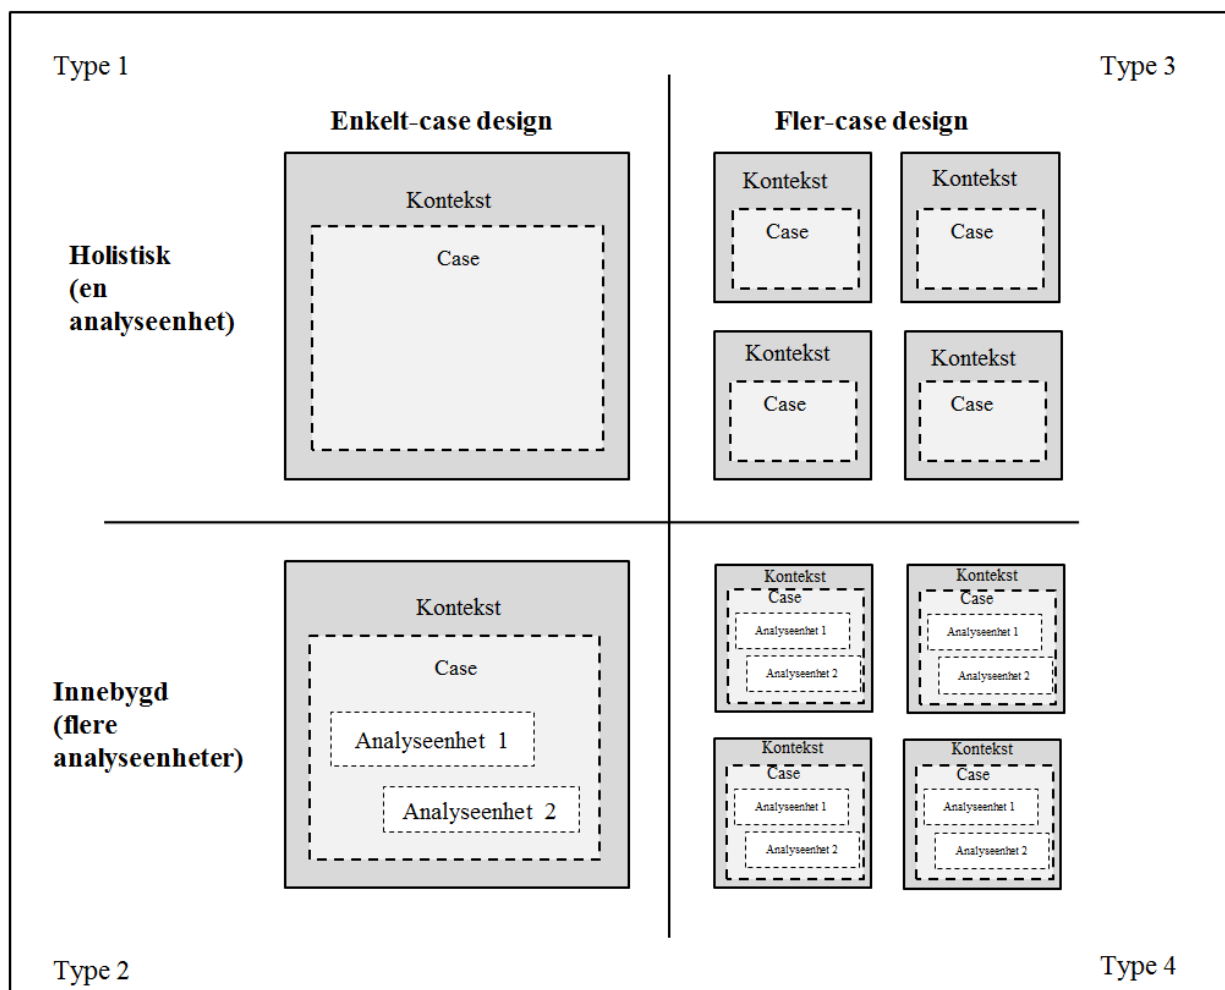 Type 1
Type 3
Enkelt-case design
Fler-case design
Holistisk
(en
analyseenhet)
Kontekst
Case
Kontekst
Case
Kontekst
Case
Kontekst
Case
Kontekst
Case
Innebygd
(flere
analyseenheter)
Kontekst
Case
Analyseenhet 1
Analyseenhet 2
Kontekst
Case
Analyseenhet 1
Analyseenhet 2
Kontekst
Case
Analyseenhet 1
Analyseenhet 2
Kontekst
Case
Analyseenhet 1
Analyseenhet 2
Kontekst
Case
Analyseenhet 1
Analyseenhet 2
Type 2
Type 4